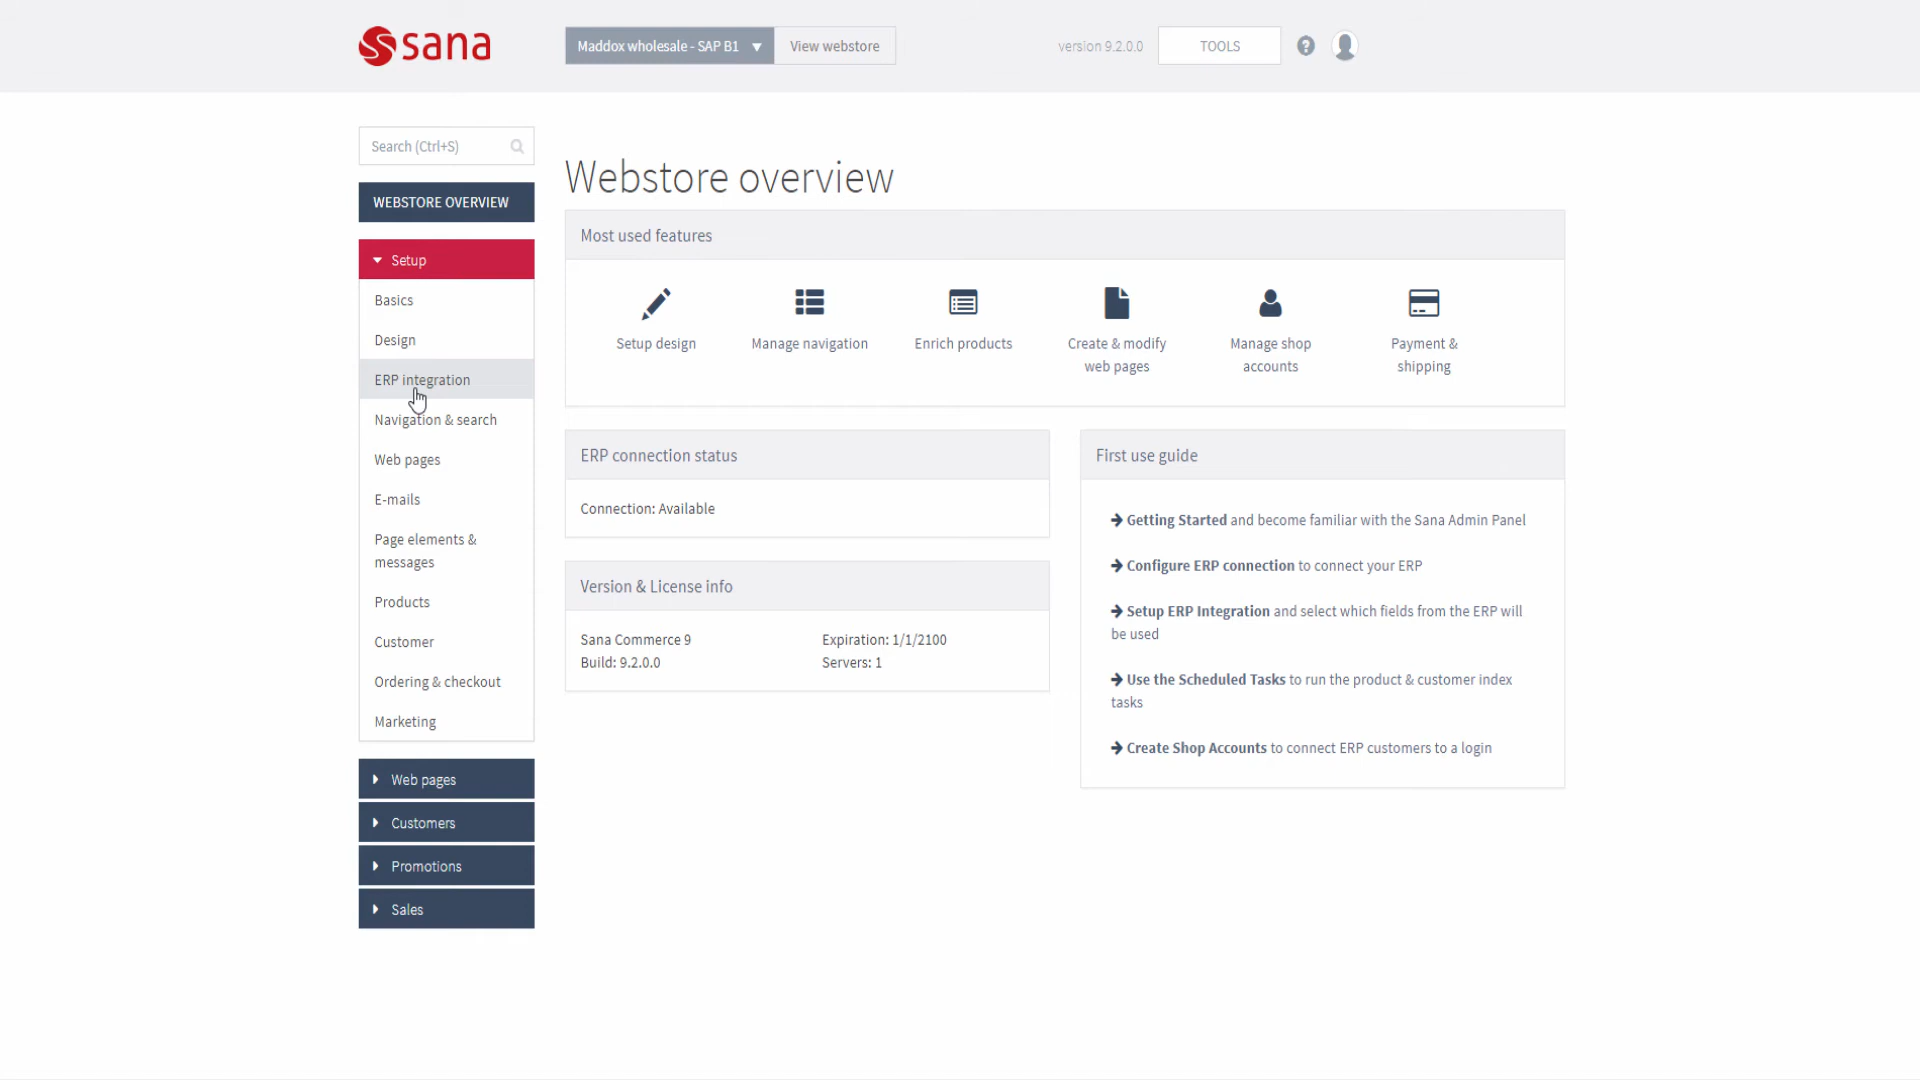 sana
Maddox wholesale - SAP B1
View webstore
version 9.2.0.0
TOOLS
?
Search (Ctrl+S)
WEBSTORE OVERVIEW
Setup
Basics
Design
ERP integration
Navigation & search
Web pages
E-mails
Page elements &
messages
Products
Customer
Ordering & checkout
Marketing
Web pages
Customers
Promotions
Sales
Webstore overview
Most used features
Setup design
Manage navigation
Enrich products
Create & modify
web pages
Manage shop
accounts
Payment &
shipping
ERP connection status
Connection: Available
Version & License info
Sana Commerce 9
Build: 9.2.0.0
Expiration: 1/1/2100
Servers: 1
First use guide
Getting Started and become familiar with the Sana Admin Panel
Configure ERP connection to connect your ERP
Setup ERP Integration and select which fields from the ERP will
be used
Use the Scheduled Tasks to run the product & customer index
tasks
Create Shop Accounts to connect ERP customers to a login